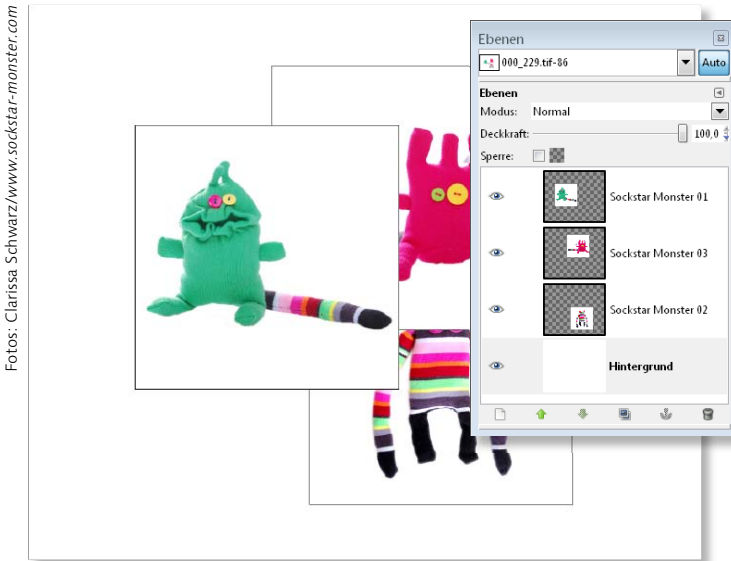 Fotos: Clarissa Schwarz/www.sockstar-monster.com
Ebenen
000_229.tif-86
Auto
Ebenen
Modus: Normal
Deckkraft: 100,0
Sperre:
Sockstar Monster 01
Sockstar Monster 03
Sockstar Monster 02
Hintergrund